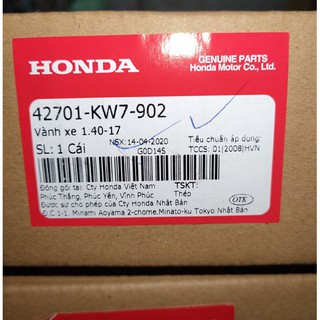 HONDA
GENUINE PARTS
Honda Motor Co., Ltd.
42701-KW7-902
Vành xe 1.40-17
SL: 1 Cái
NSX:14-04-2020
G0D14S
Tiêu chuẩn áp dụng:
TCCS: 01|2008|HVN
Đóng gói tại: Cty Honda Việt Nam
Phúc Thắng, Phúc Yên, Vĩnh Phúc
Được sự cho phép của Cty Honda Nhật Bản
Đ.C 1-1, Minami Aoyama 2-chome,Minato-ku Tokyo Nhật Bản
TSKT:
Thép
OTK